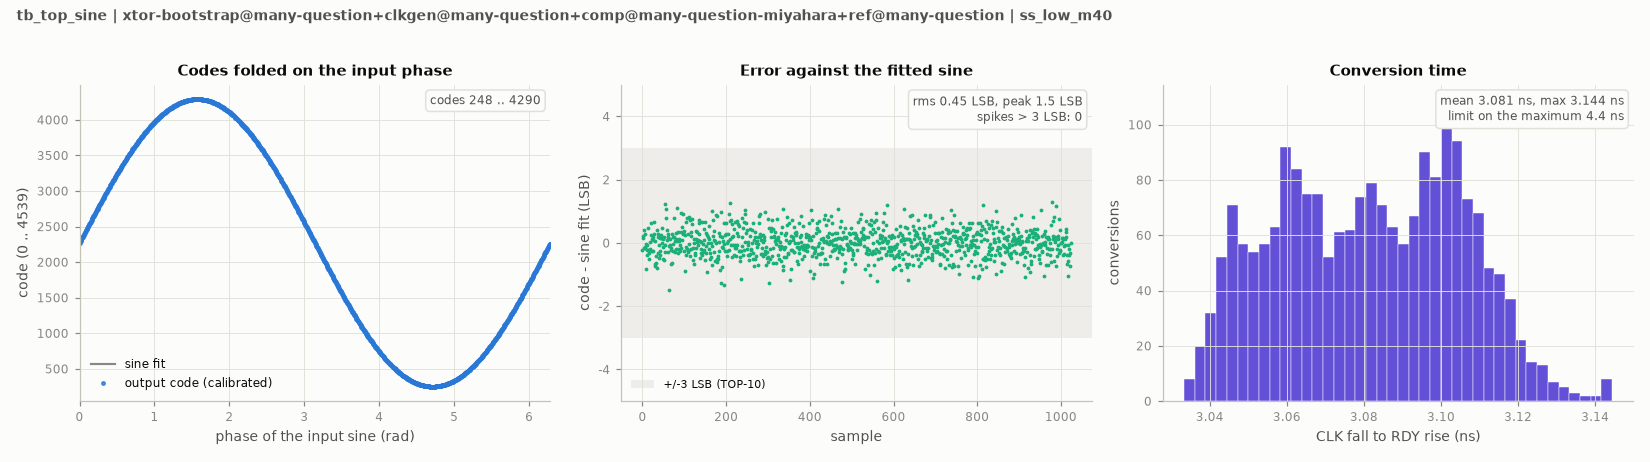 tb_top_sine | xtor-bootstrap@many-question+clkgen@many-question+comp@many-question-miyahara+ref@many-question | ss_low_m40
Codes folded on the input phase
codes 248 .. 4290
code (0 .. 4539)
4000
3500
3000
2500
2000
1500
1000
500
sine fit
output code (calibrated)
0 1 2 3 4 5 6
phase of the input sine (rad)
Error against the fitted sine
rms 0.45 LSB, peak 1.5 LSB
spikes > 3 LSB: 0
code - sine fit (LSB)
4
2
0
-2
-4
+/-3 LSB (TOP-10)
0 200 400 600 800 1000
sample
Conversion time
mean 3.081 ns, max 3.144 ns
limit on the maximum 4.4 ns
conversions
100
80
60
40
20
0
3.04 3.06 3.08 3.10 3.12 3.14
CLK fall to RDY rise (ns)